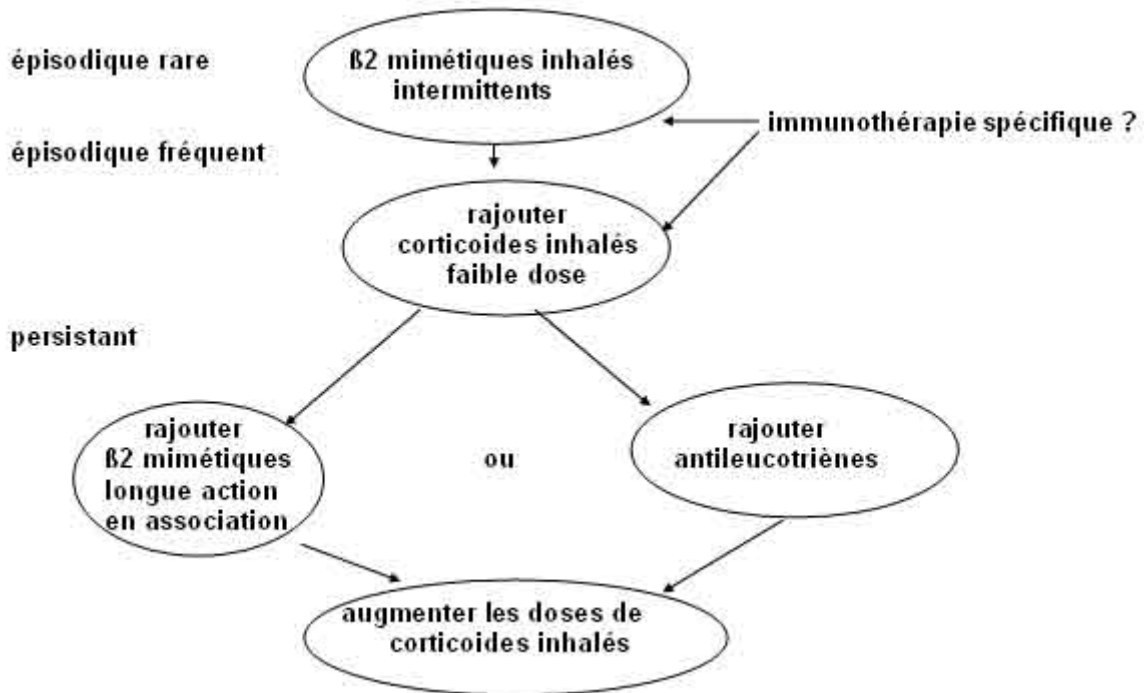 épisodique rare
ß2 mimétiques inhalés
intermittents
immunothérapie spécifique ?
épisodique fréquent
rajouter
corticoides inhalés
faible dose
persistant
rajouter
ß2 mimétiques
longue action
en association
ou
rajouter
antileucotriènes
augmenter les doses de
corticoides inhalés